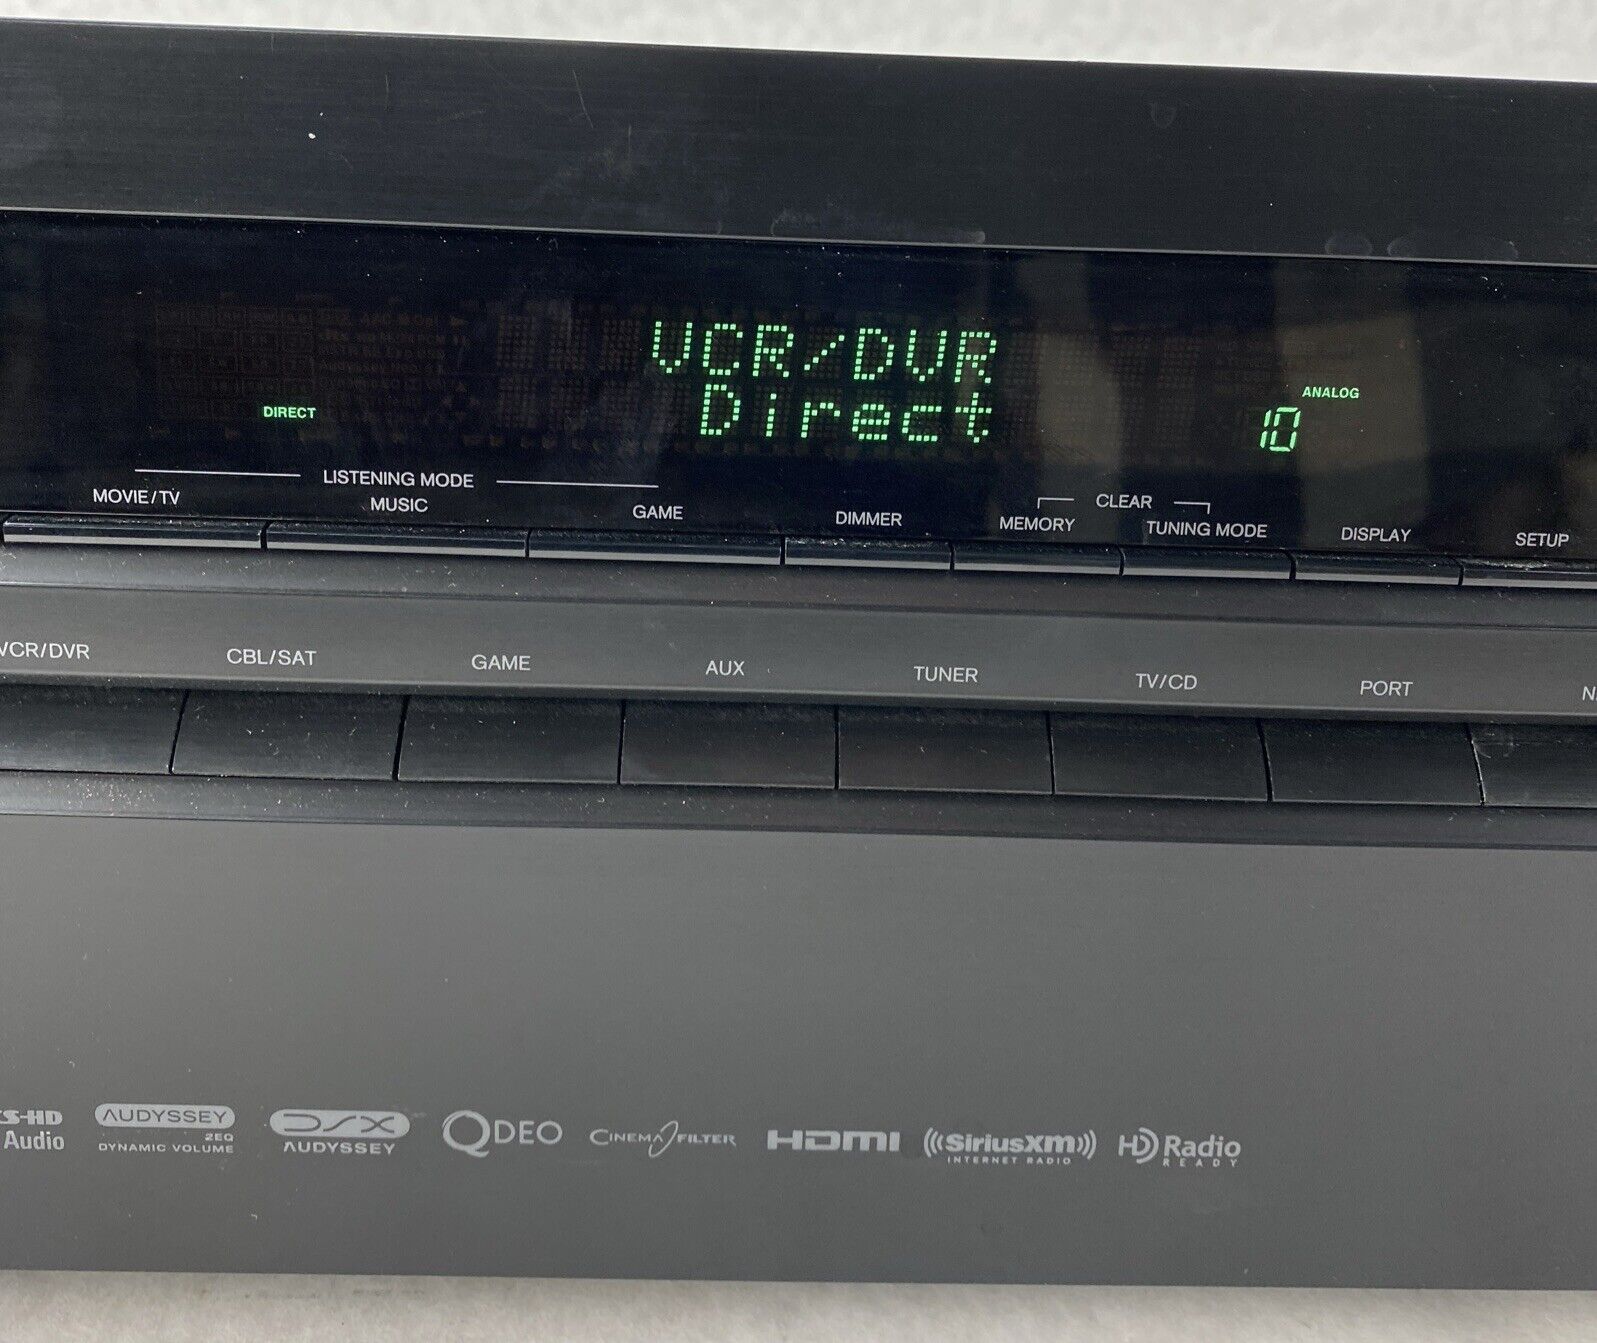 VCR/DVR
Direct
DIRECT
ANALOG
10
LISTENING MODE
MOVIE/TV
MUSIC
GAME
DIMMER
CLEAR
MEMORY
TUNING MODE
DISPLAY
SETUP
VCR/DVR
CBL/SAT
GAME
AUX
TUNER
TV/CD
PORT
S-HD
Audio
AUDYSSEY
2EQ
DYNAMIC VOLUME
DSX
AUDYSSEY
QDEO
CINEMA FILTER
HDMI
((SiriusXM))
INTERNET RADIO
HD Radio
READY